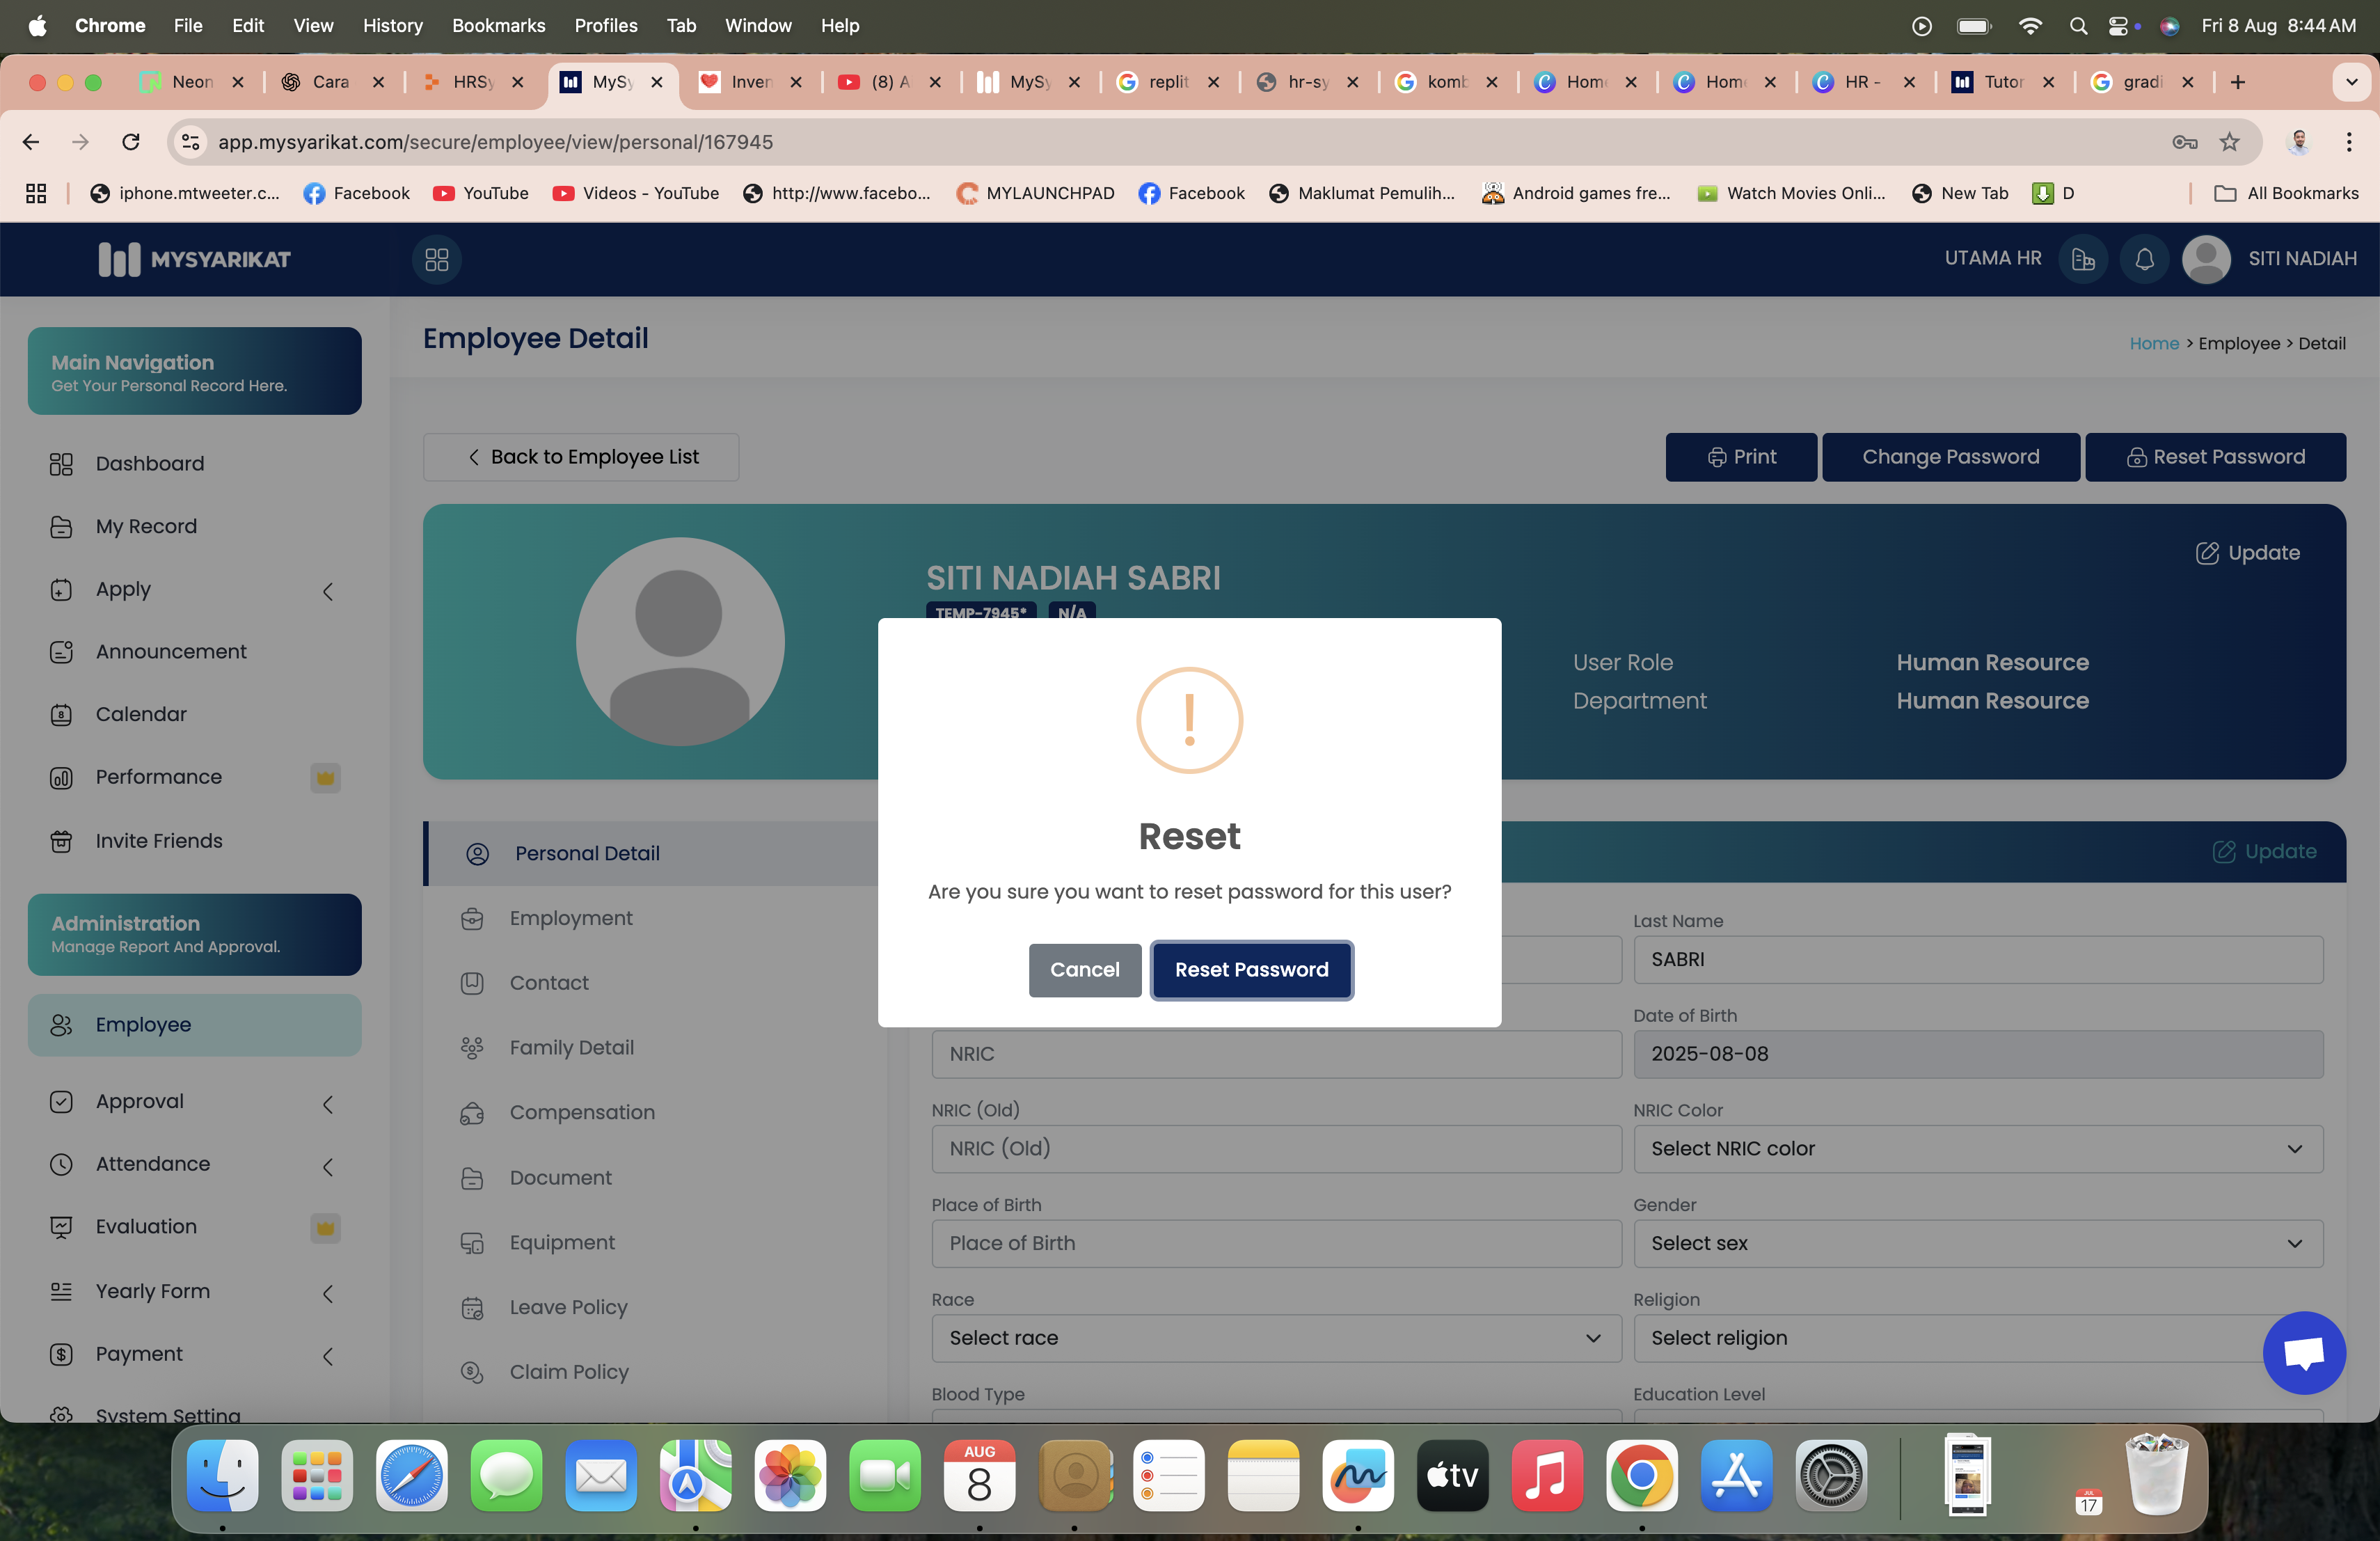 Chrome File Edit View History Bookmarks Profiles Tab Window Help
Fri 8 Aug 8:44 AM
Neon
Cara
HRSy
MySy
Inven
(8) A
MySy
replit
hr-sy
komb
Hom
Hom
HR -
Tutor
gradi
app.mysyarikat.com/secure/employee/view/personal/167945
iphone.mtweeter.c...
Facebook
YouTube
Videos - YouTube
http://www.facebo...
MYLAUNCHPAD
Facebook
Maklumat Pemulih...
Android games fre...
Watch Movies Onli...
New Tab
D
All Bookmarks
MYSYARIKAT
UTAMA HR
SITI NADIAH
Main Navigation
Get Your Personal Record Here.
Dashboard
My Record
Apply
Announcement
Calendar
Performance
Invite Friends
Administration
Manage Report And Approval.
Employee
Approval
Attendance
Evaluation
Yearly Form
Payment
System Setting
Employee Detail
Home > Employee > Detail
Back to Employee List
Print
Change Password
Reset Password
SITI NADIAH SABRI
TEMP-7945*
N/A
Update
User Role
Human Resource
Department
Human Resource
Reset
Are you sure you want to reset password for this user?
Cancel
Reset Password
Personal Detail
Employment
Contact
Family Detail
Compensation
Document
Equipment
Leave Policy
Claim Policy
Update
Last Name
SABRI
Date of Birth
NRIC
2025-08-08
NRIC (Old)
NRIC Color
NRIC (Old)
Select NRIC color
Place of Birth
Gender
Place of Birth
Select sex
Race
Religion
Select race
Select religion
Blood Type
Education Level
AUG
8
tv
JUL
17